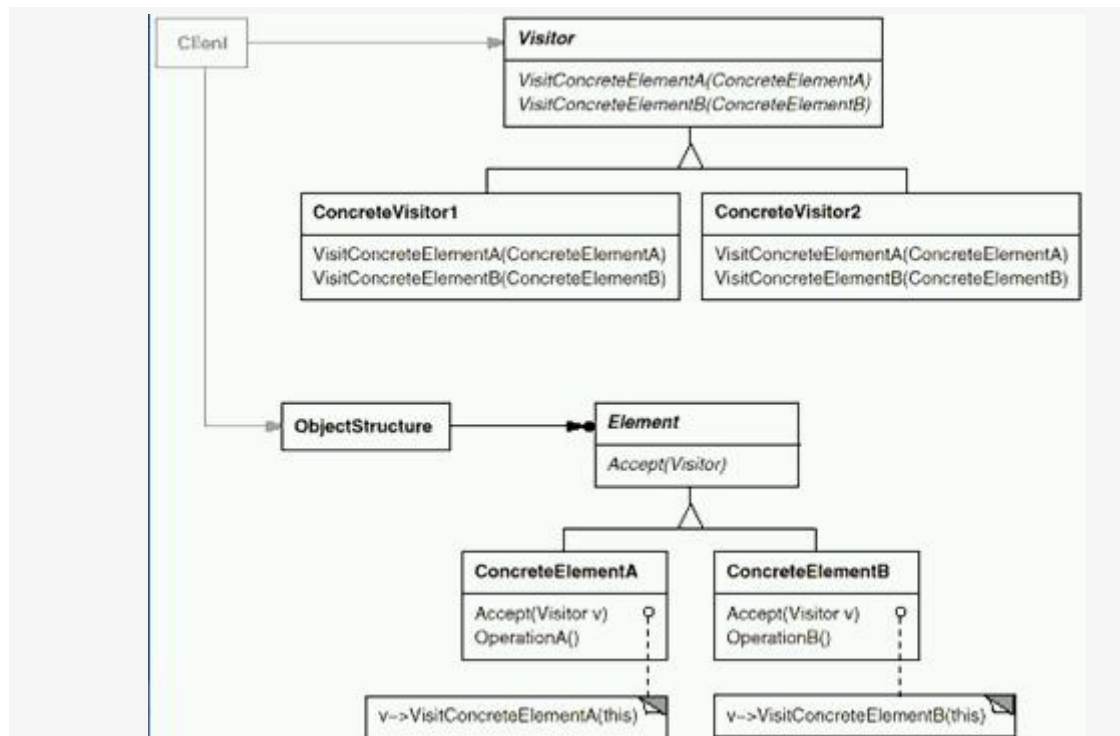 Client
Visitor
VisitConcreteElementA(ConcreteElementA)
VisitConcreteElementB(ConcreteElementB)
ConcreteVisitor1
VisitConcreteElementA(ConcreteElementA)
VisitConcreteElementB(ConcreteElementB)
ConcreteVisitor2
VisitConcreteElementA(ConcreteElementA)
VisitConcreteElementB(ConcreteElementB)
ObjectStructure
Element
Accept(Visitor)
ConcreteElementA
Accept(Visitor v)
OperationA()
ConcreteElementB
Accept(Visitor v)
OperationB()
v->VisitConcreteElementA(this)
v->VisitConcreteElementB(this)